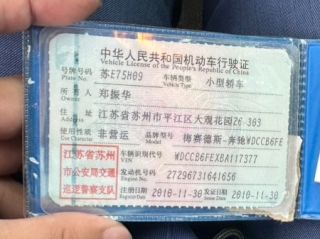 中华人民共和国机动车行驶证
Vehicle License of the People's Republic of China
号牌号码 苏E75H09 车辆类型 小型轿车
Plate No. Vehicle Type
所有人 郑振华
Owner
住址 江苏省苏州市平江区大观花园26-303
Address
使用性质 非营运 品牌型号 梅赛德斯-奔驰WDCCB6FE
Use Character Model
江苏省苏州 车辆识别代号 WDCCB6FEX8A117377
VIN
市公安局交通 发动机号码 27296731641656
Engine No.
巡逻警察支队 注册日期 2010-11-30 发证日期 2010-11-30
Register Date Issue Date